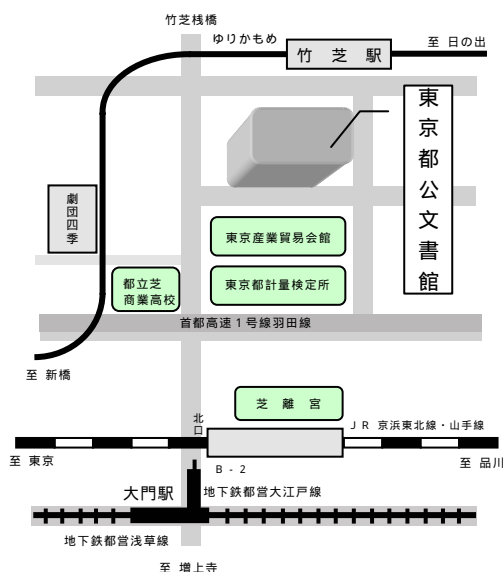 竹芝桟橋
ゆりかもめ
竹芝駅
至 日の出
東京都公文書館
劇団四季
東京産業貿易会館
都立芝
商業高校
東京都計量検定所
首都高速１号線羽田線
至 新橋
芝離宮
北口
ＪＲ 京浜東北線・山手線
至 東京
至 品川
Ｂ－２
大門駅
地下鉄都営大江戸線
地下鉄都営浅草線
至 増上寺